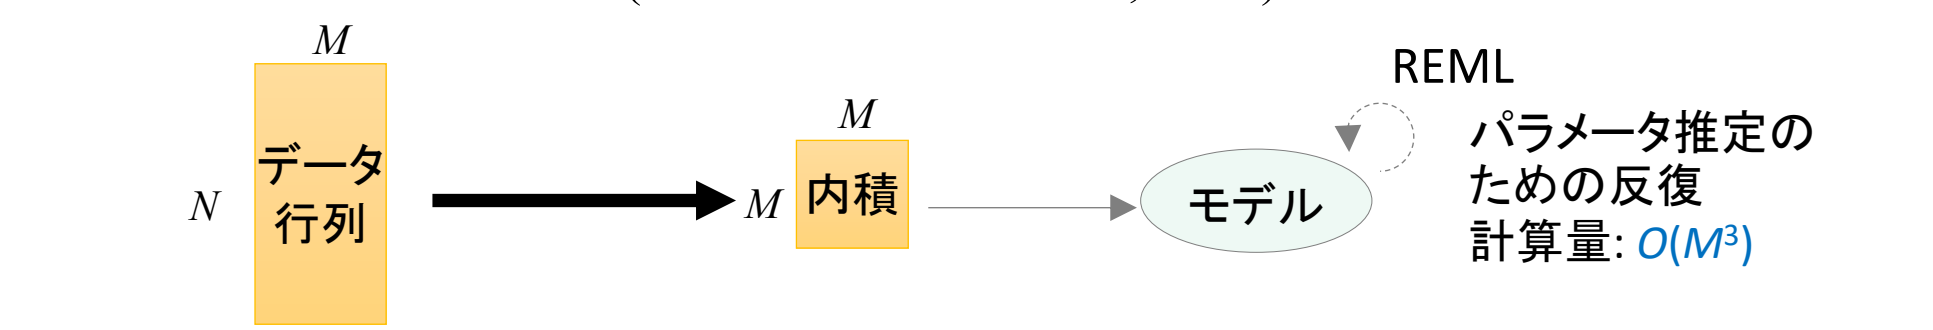 M
N
データ
行列
M
M
内積
モデル
REML
パラメータ推定の
ための反復
計算量: O(M³)